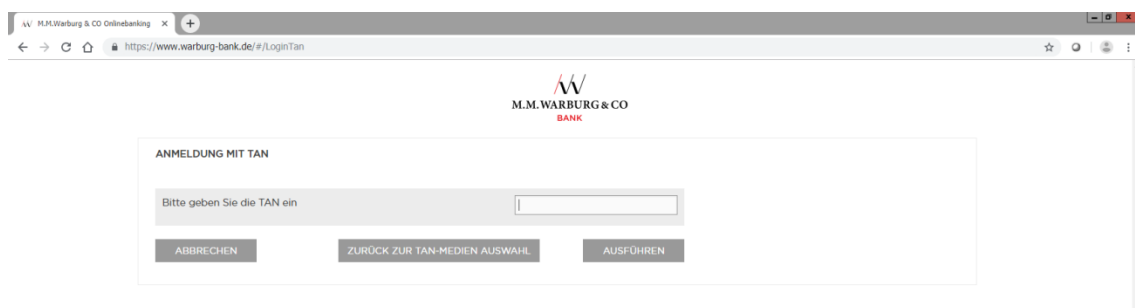 M.M.Warburg & CO Onlinebanking
https://www.warburg-bank.de/#/LoginTan
M.M.WARBURG & CO
BANK
ANMELDUNG MIT TAN
Bitte geben Sie die TAN ein
ABBRECHEN ZURÜCK ZUR TAN-MEDIEN AUSWAHL AUSFÜHREN